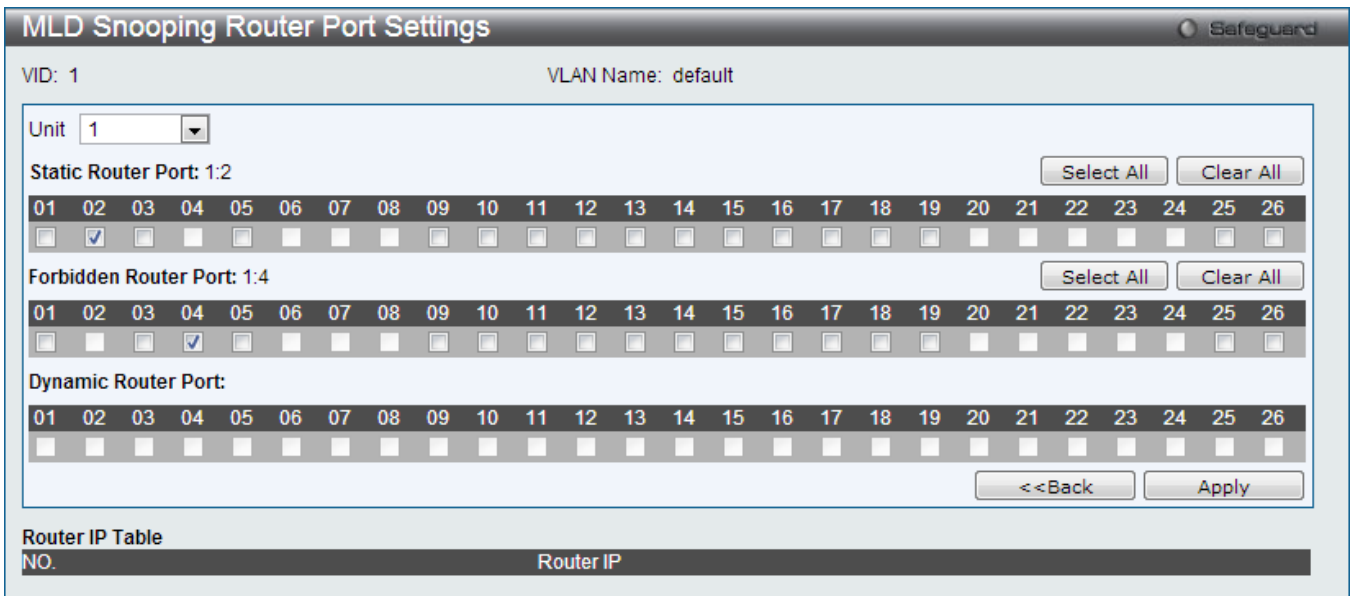 MLD Snooping Router Port Settings Safeguard
VID: 1 VLAN Name: default
Unit 1
Static Router Port: 1:2 Select All Clear All
01 02 03 04 05 06 07 08 09 10 11 12 13 14 15 16 17 18 19 20 21 22 23 24 25 26
Forbidden Router Port: 1:4 Select All Clear All
01 02 03 04 05 06 07 08 09 10 11 12 13 14 15 16 17 18 19 20 21 22 23 24 25 26
Dynamic Router Port:
01 02 03 04 05 06 07 08 09 10 11 12 13 14 15 16 17 18 19 20 21 22 23 24 25 26
<<Back Apply
Router IP Table
NO. Router IP